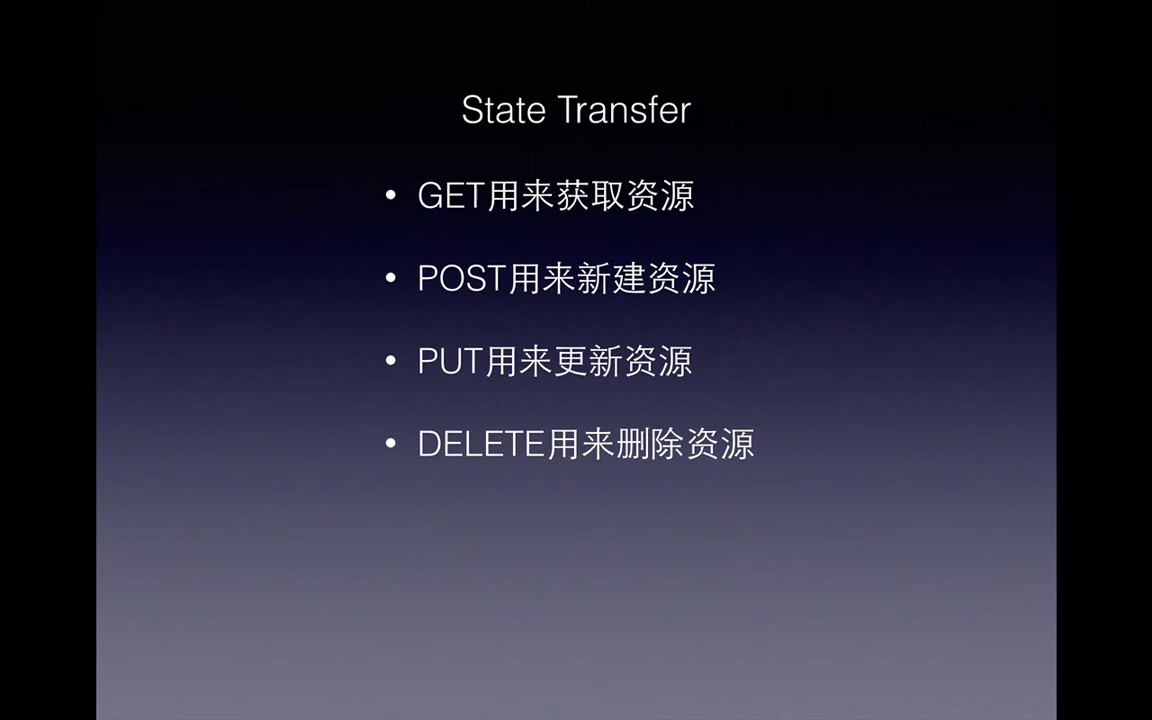 State Transfer
• GET用来获取资源
• POST用来新建资源
• PUT用来更新资源
• DELETE用来删除资源